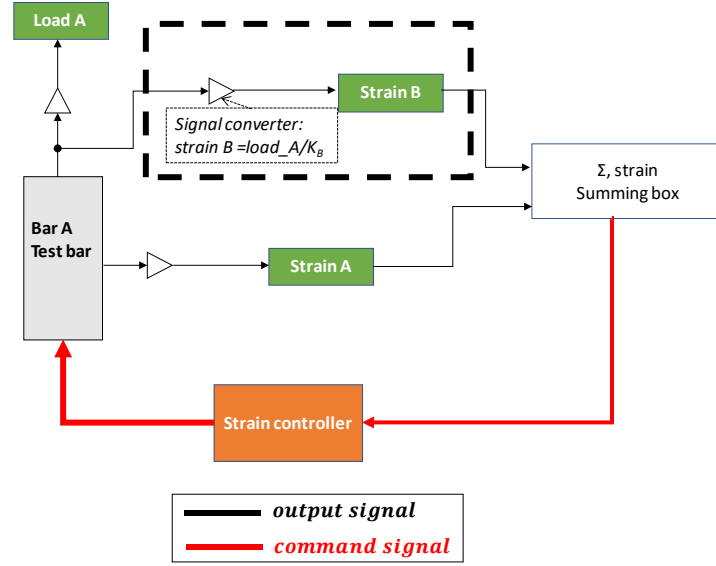 Load A
Strain B
Signal converter:
strain B =load_A/K_B
Σ, strain
Summing box
Bar A
Test bar
Strain A
Strain controller
output signal
command signal